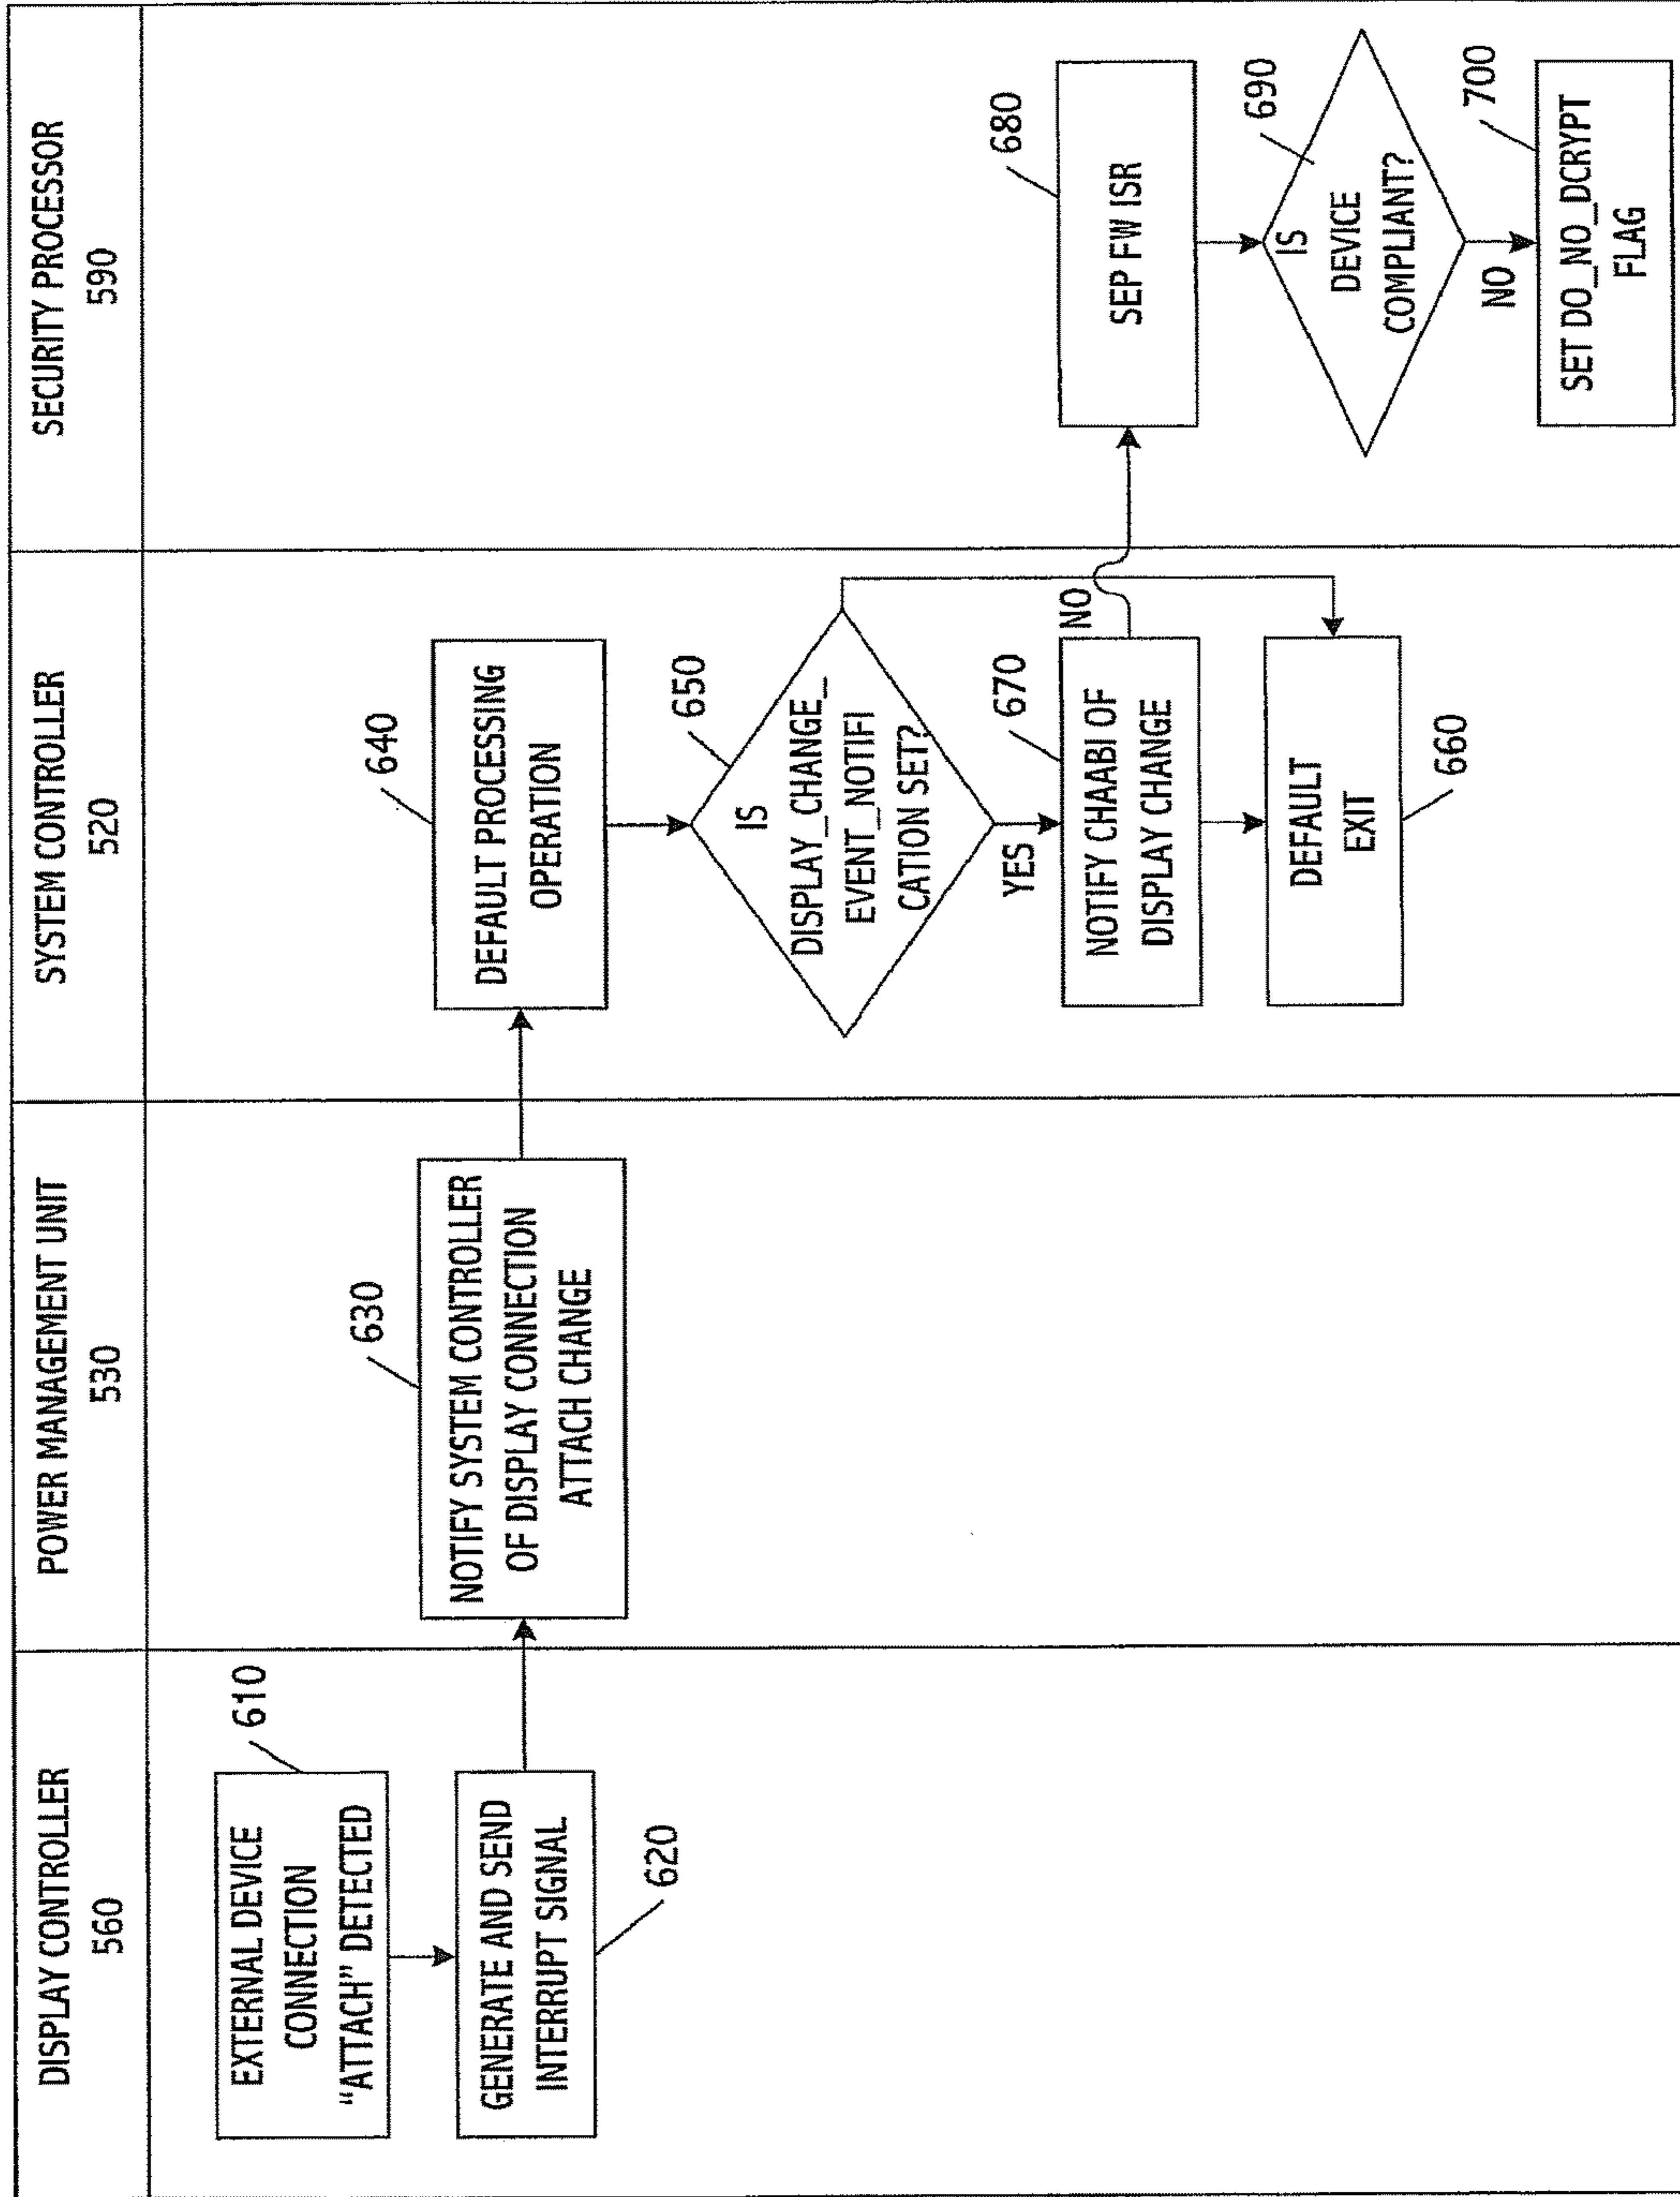 DISPLAY CONTROLLER
560
POWER MANAGEMENT UNIT
530
SYSTEM CONTROLLER
520
SECURITY PROCESSOR
590
EXTERNAL DEVICE
CONNECTION
"ATTACH" DETECTED
610
GENERATE AND SEND
INTERRUPT SIGNAL
620
630
NOTIFY SYSTEM CONTROLLER
OF DISPLAY CONNECTION
ATTACH CHANGE
640
DEFAULT PROCESSING
OPERATION
650
IS
DISPLAY_CHANGE_
EVENT_NOTIFI
CATION SET?
YES
NO
670
NOTIFY CHAABI OF
DISPLAY CHANGE
DEFAULT
EXIT
660
680
SEP FW ISR
690
IS
DEVICE
COMPLIANT?
NO
700
SET DO_NO_DCRYPT
FLAG